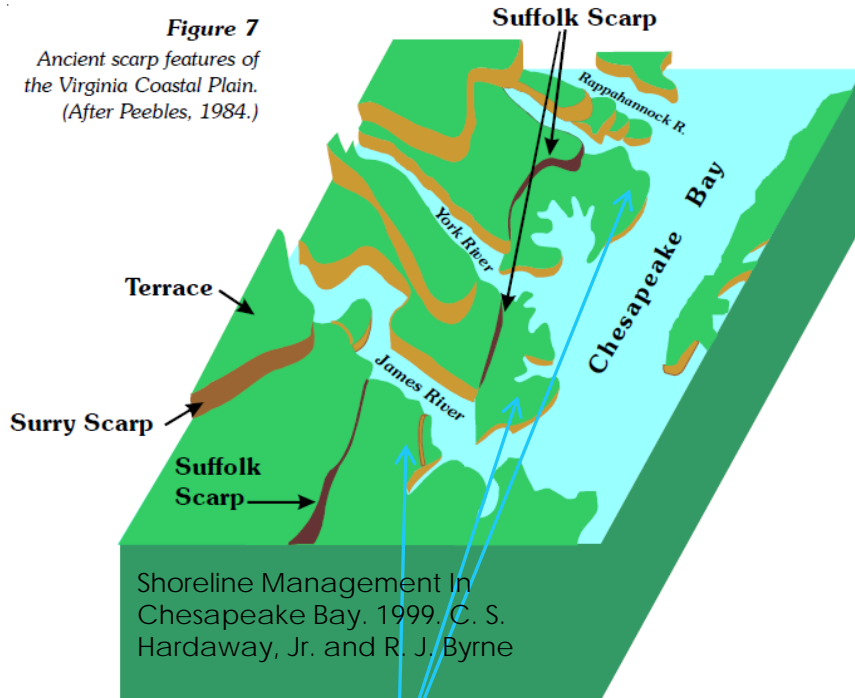 Figure 7
Ancient scarp features of
the Virginia Coastal Plain.
(After Peebles, 1984.)
Suffolk Scarp
Rappahannock R.
York River
Chesapeake Bay
Terrace
James River
Surry Scarp
Suffolk
Scarp
Shoreline Management In
Chesapeake Bay. 1999. C. S.
Hardaway, Jr. and R. J. Byrne